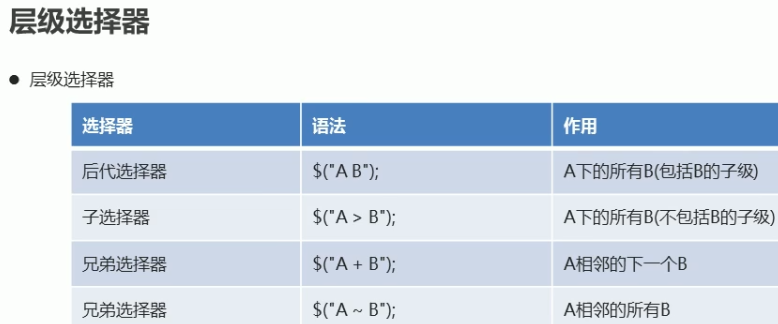 层级选择器
● 层级选择器
选择器 语法 作用
后代选择器 $("A B"); A下的所有B(包括B的子级)
子选择器 $("A > B"); A下的所有B(不包括B的子级)
兄弟选择器 $("A + B"); A相邻的下一个B
兄弟选择器 $("A ~ B"); A相邻的所有B